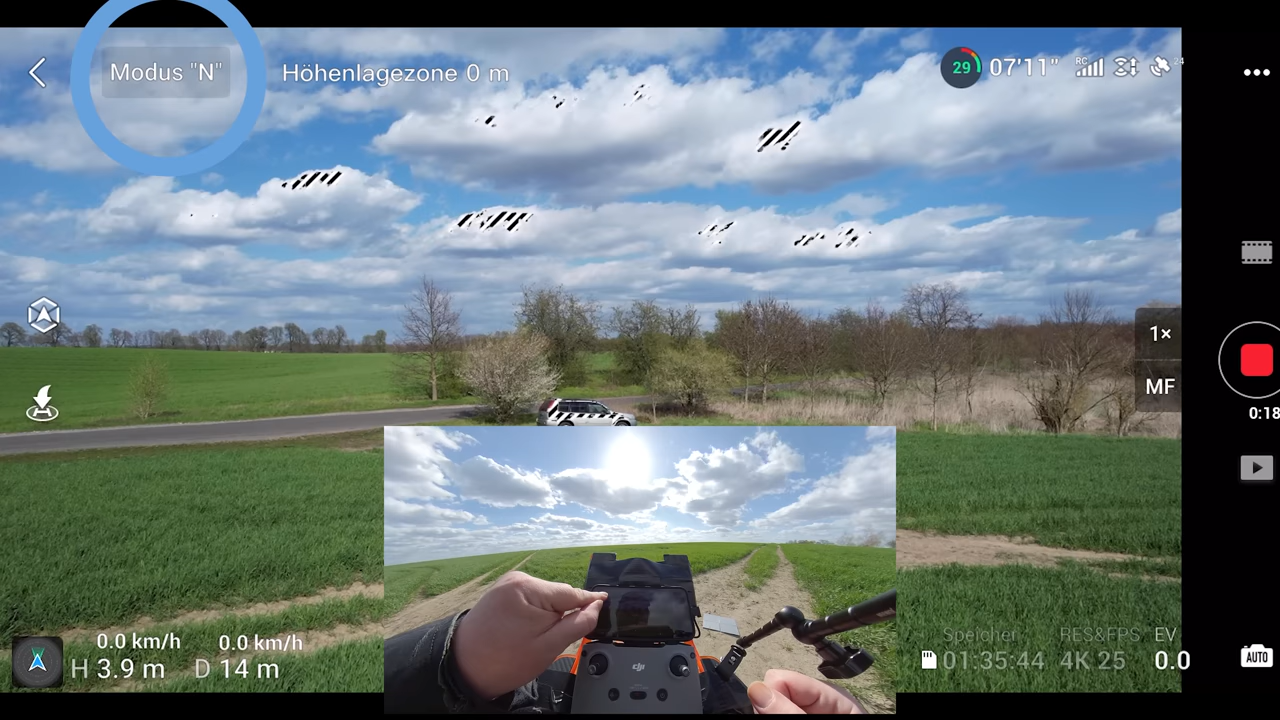 Modus "N"
Höhenlagezone 0 m
29 07'11" RC 24
1×
MF
0:18
0.0 km/h 0.0 km/h
H 3.9 m D 14 m
Speicher RES&FPS EV
01:35:44 4K 25 0.0
AUTO
dji